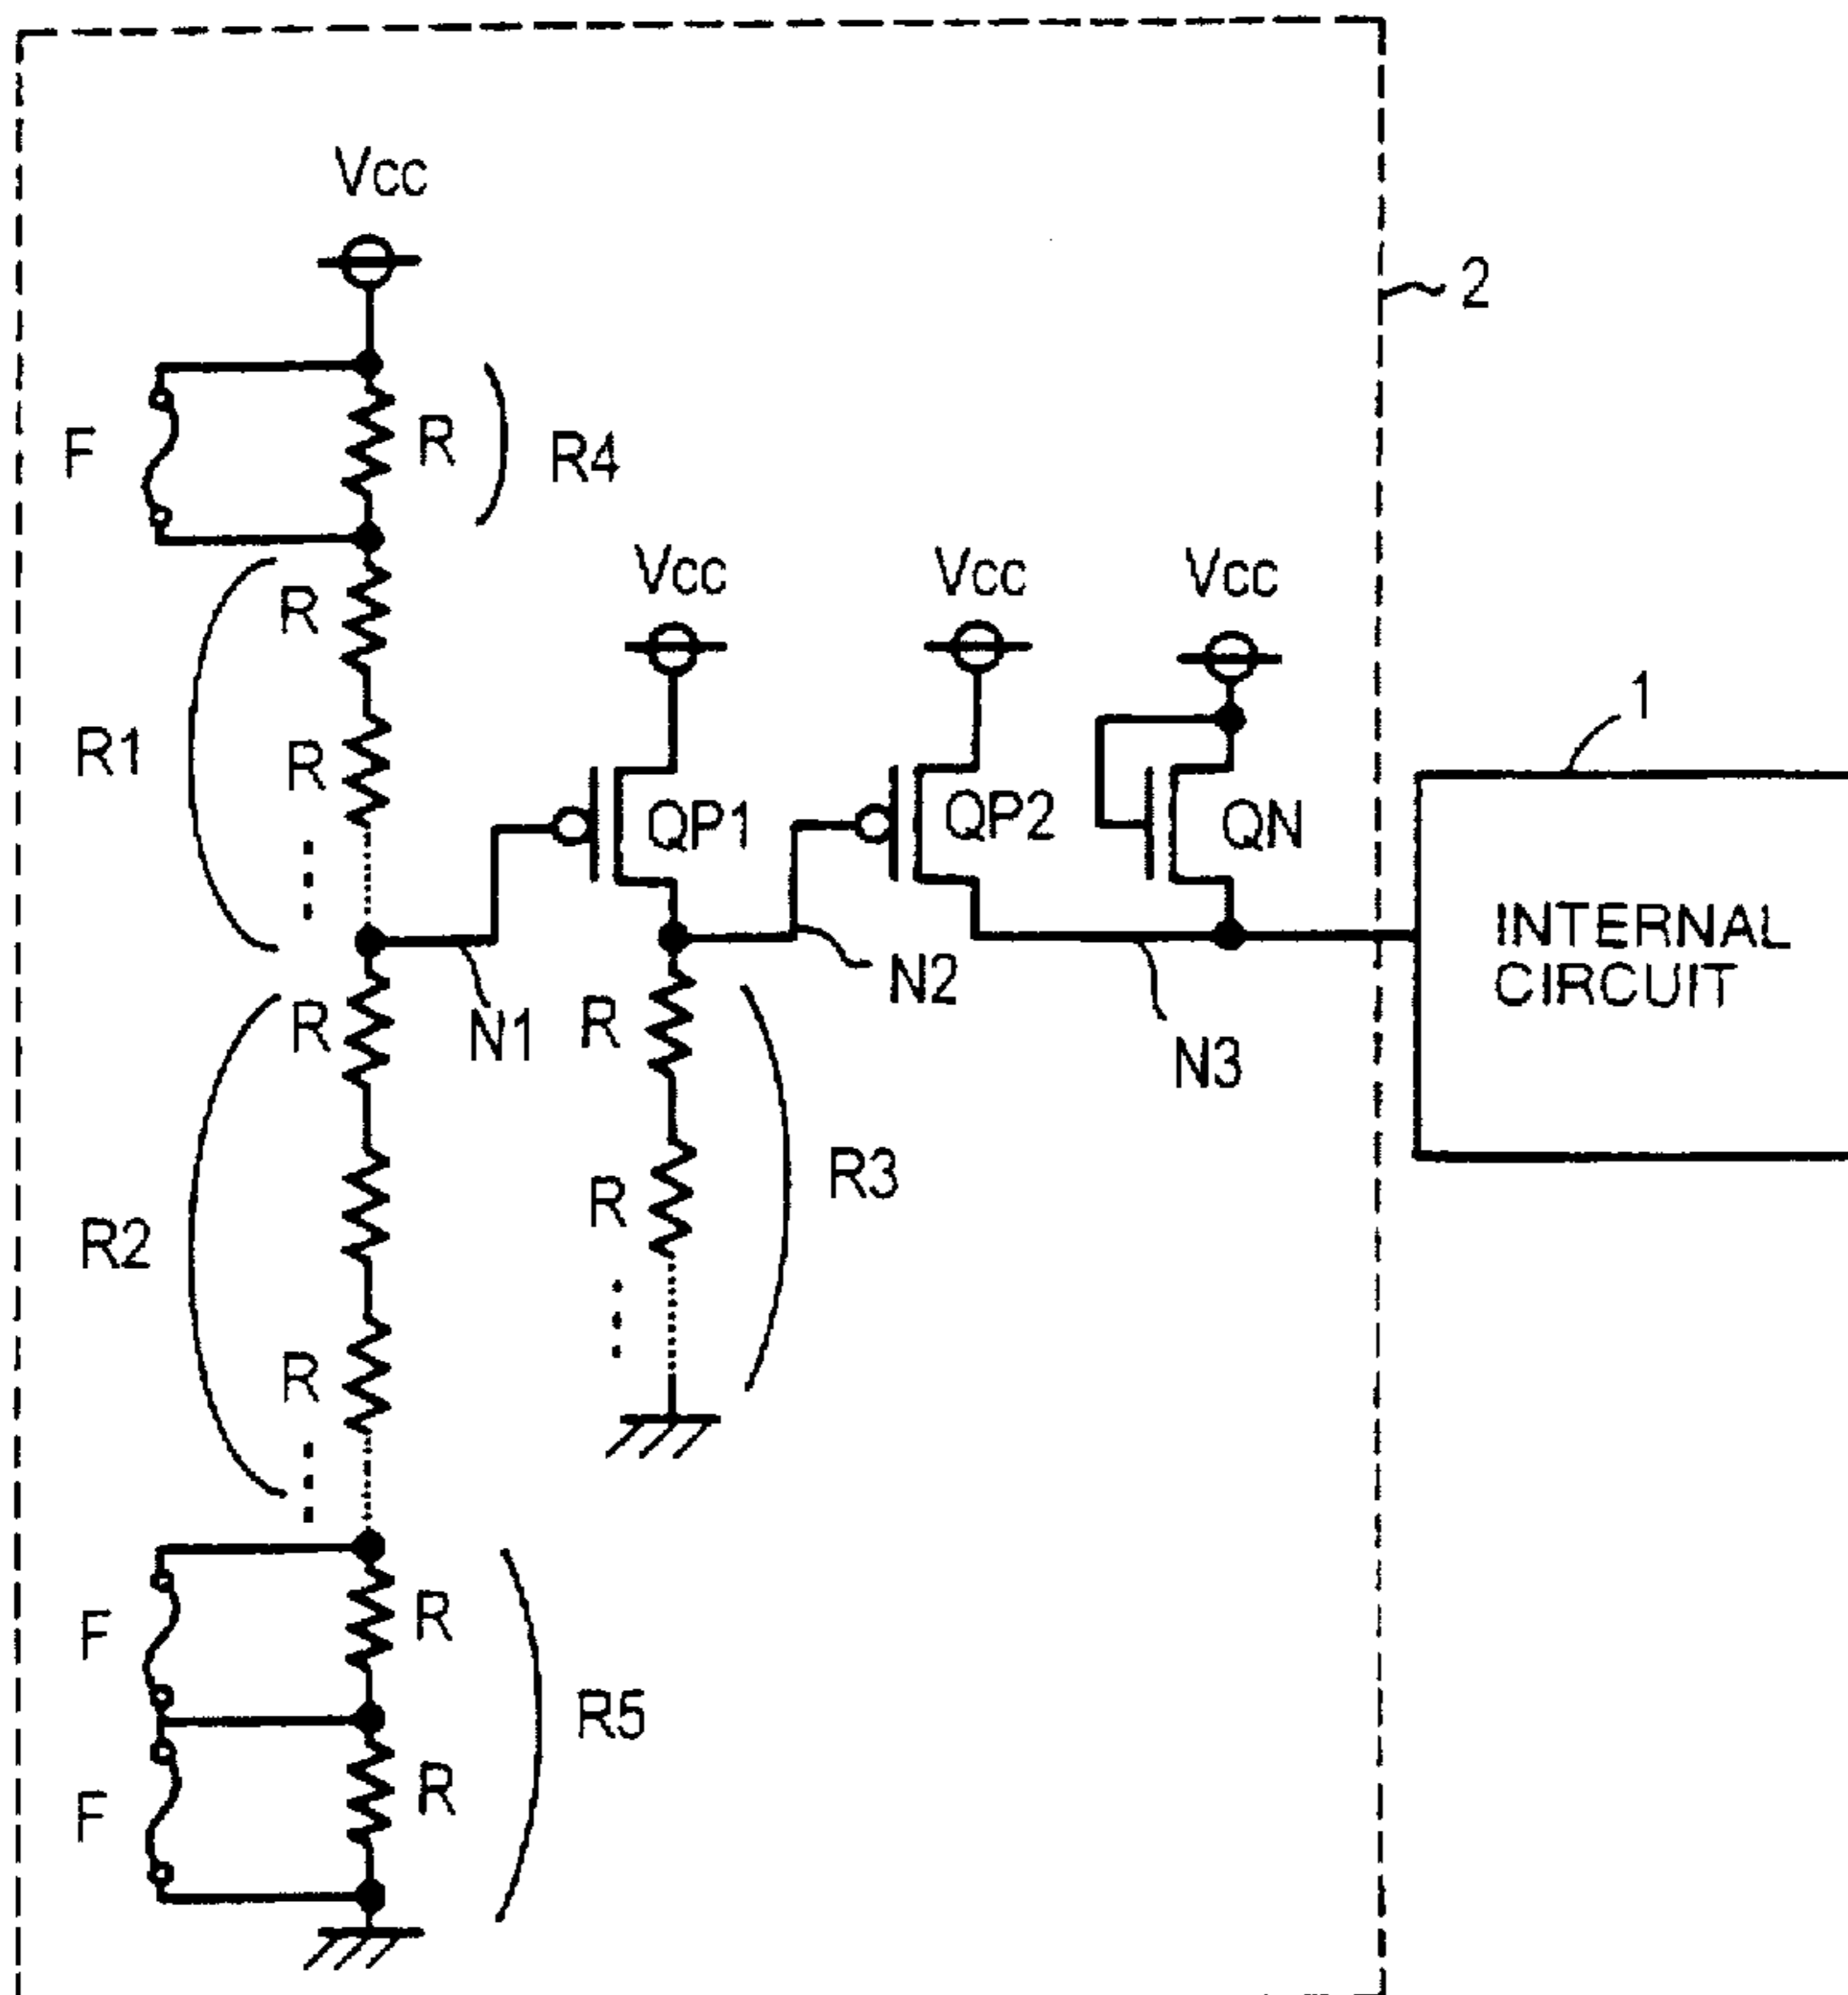 Vcc
2
F
R
R4
R
Vcc
Vcc
Vcc
1
R1
R
QP1
QP2
QN
INTERNAL
CIRCUIT
R
N1
R
N2
N3
R2
R
R3
R
F
R
R5
F
R